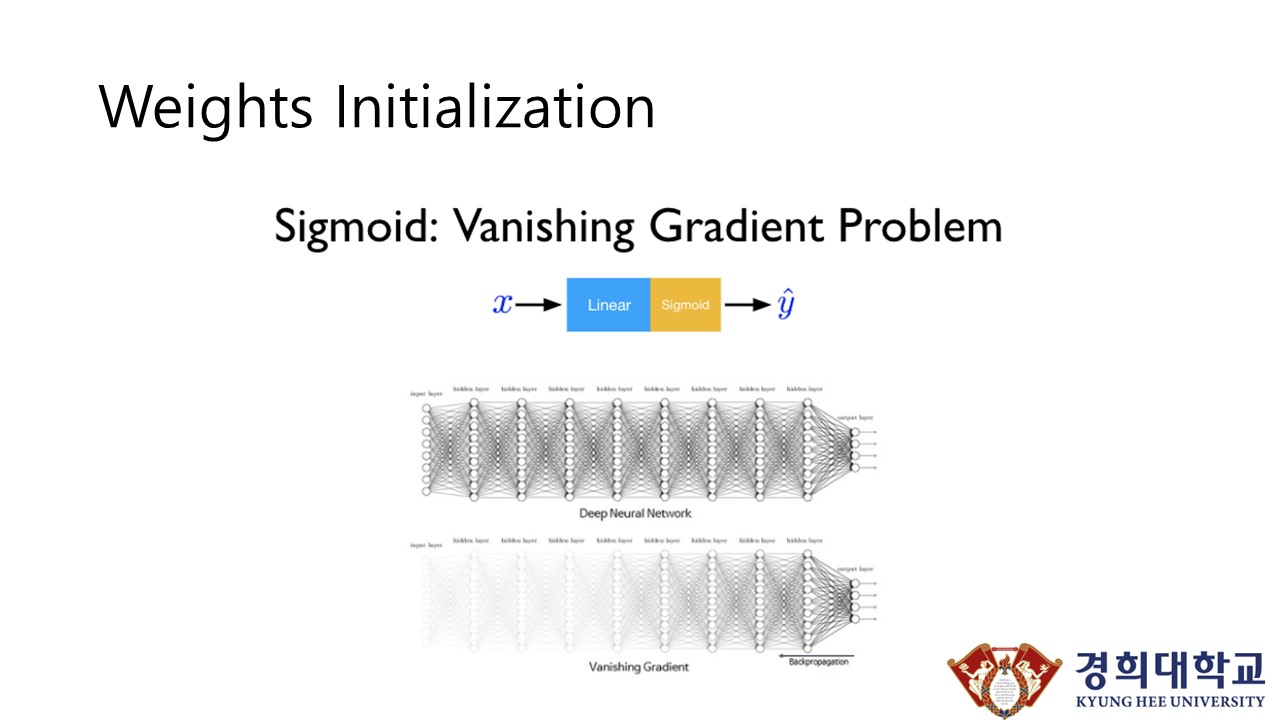 Weights Initialization
Sigmoid: Vanishing Gradient Problem
x Linear Sigmoid ŷ
input layer hidden layer hidden layer hidden layer hidden layer hidden layer hidden layer hidden layer hidden layer output layer
Deep Neural Network
input layer hidden layer hidden layer hidden layer hidden layer hidden layer hidden layer hidden layer hidden layer output layer
Vanishing Gradient
Backpropagation
경희대학교
KYUNG HEE UNIVERSITY